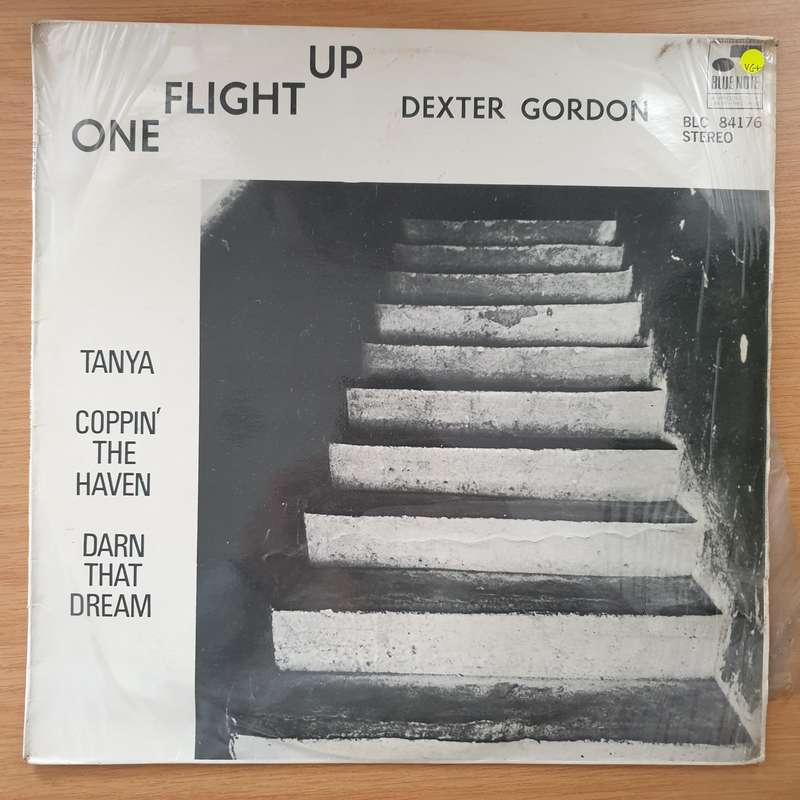 ONE FLIGHT UP
DEXTER GORDON
VG+
BLUE NOTE
BLC 84176
STEREO
TANYA
COPPIN'
THE
HAVEN
DARN
THAT
DREAM